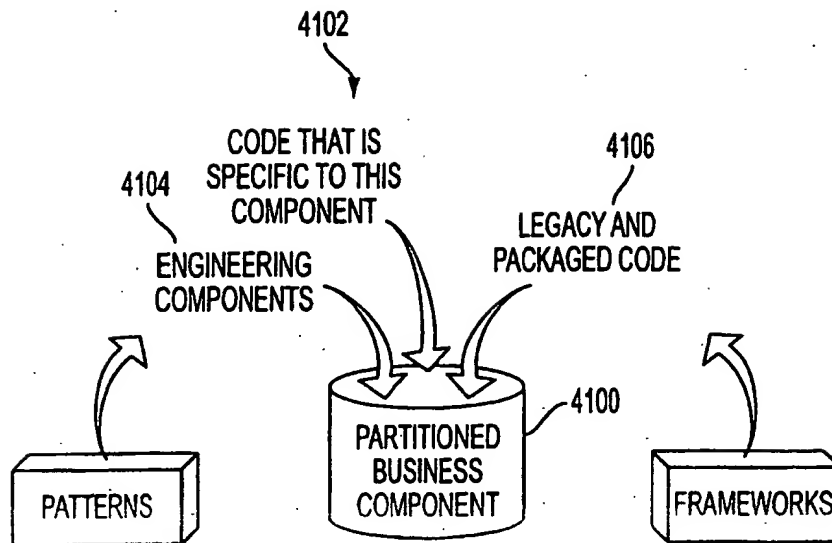 4102
CODE THAT IS
SPECIFIC TO THIS
COMPONENT
4104
ENGINEERING
COMPONENTS
4106
LEGACY AND
PACKAGED CODE
4100
PARTITIONED
BUSINESS
COMPONENT
PATTERNS
FRAMEWORKS